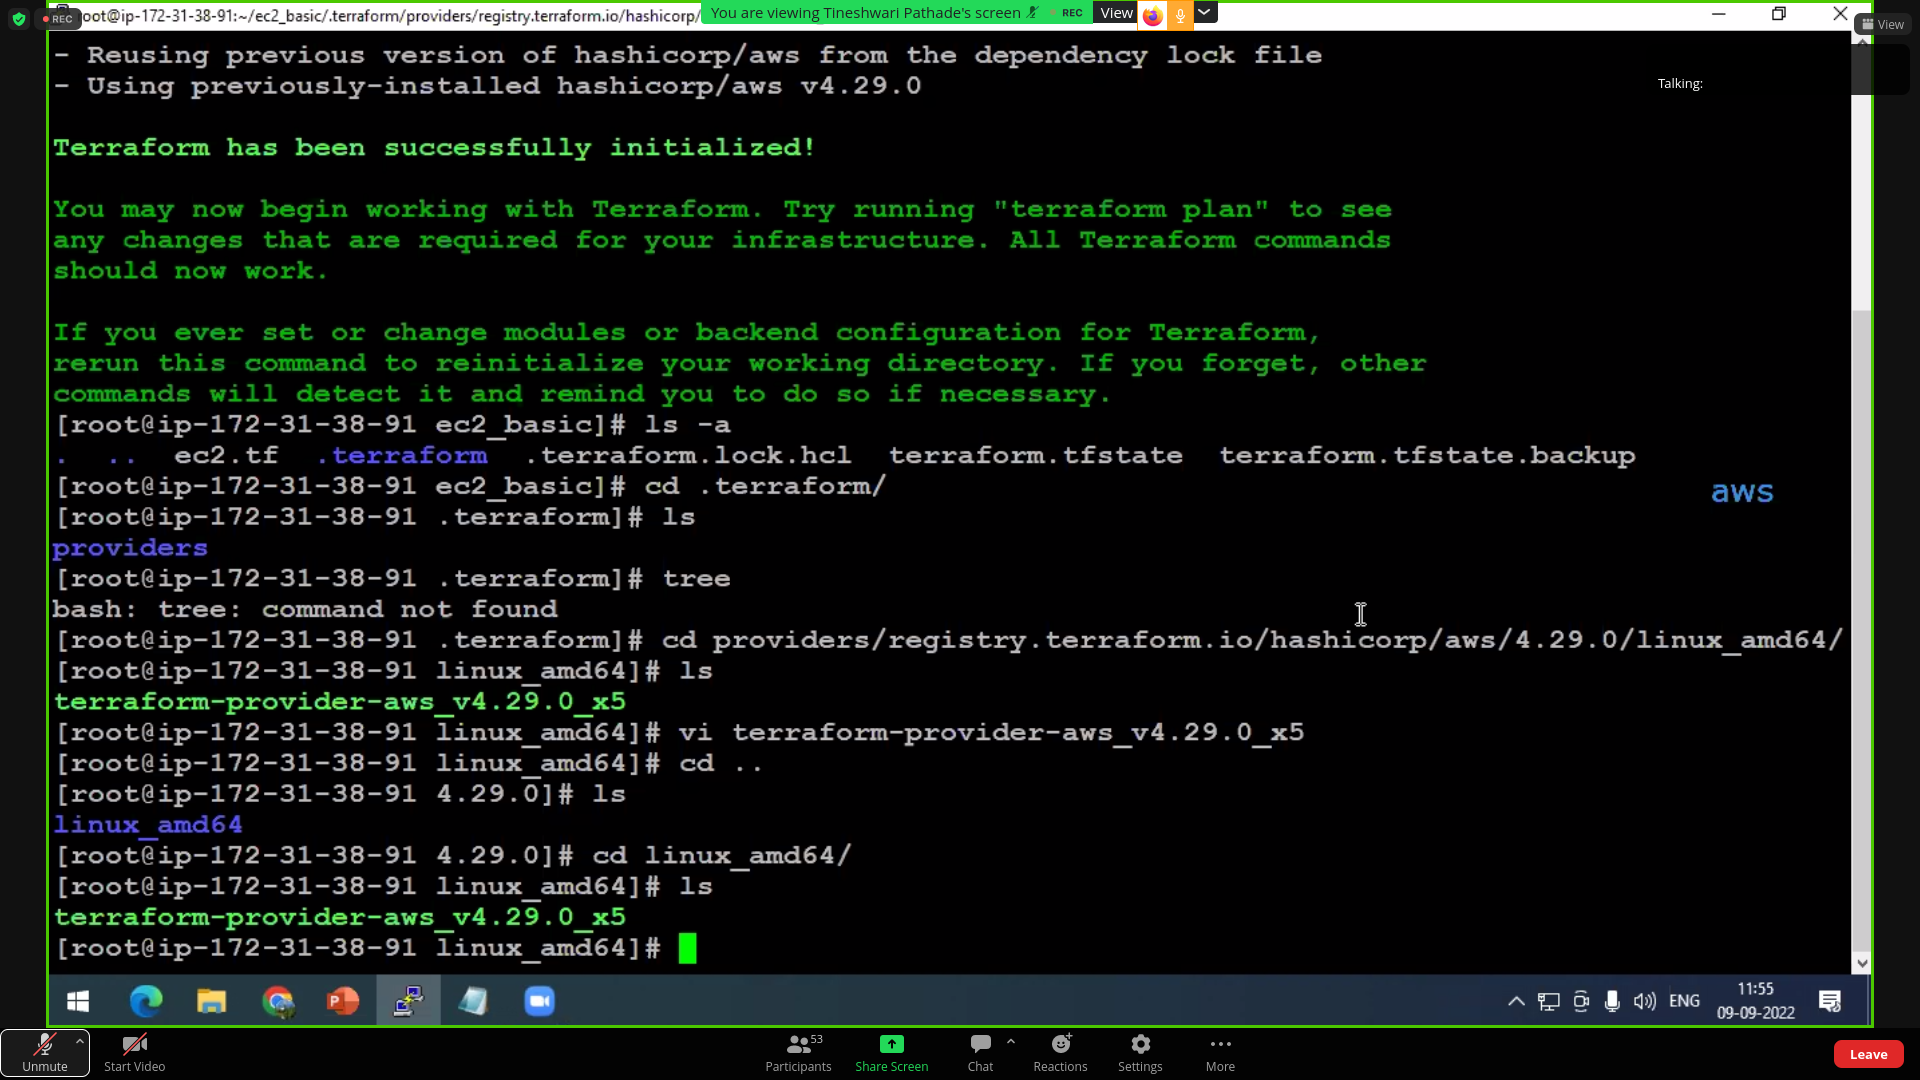 root@ip-172-31-38-91:~/ec2_basic/.terraform/providers/registry.terraform.io/hashicorp/
You are viewing Tineshwari Pathade's screen
REC
View
REC
View
Talking:
- Reusing previous version of hashicorp/aws from the dependency lock file
- Using previously-installed hashicorp/aws v4.29.0
Terraform has been successfully initialized!
You may now begin working with Terraform. Try running "terraform plan" to see
any changes that are required for your infrastructure. All Terraform commands
should now work.
If you ever set or change modules or backend configuration for Terraform,
rerun this command to reinitialize your working directory. If you forget, other
commands will detect it and remind you to do so if necessary.
[root@ip-172-31-38-91 ec2_basic]# ls -a
.  ..  ec2.tf  .terraform  .terraform.lock.hcl  terraform.tfstate  terraform.tfstate.backup
[root@ip-172-31-38-91 ec2_basic]# cd .terraform/
aws
[root@ip-172-31-38-91 .terraform]# ls
providers
[root@ip-172-31-38-91 .terraform]# tree
bash: tree: command not found
[root@ip-172-31-38-91 .terraform]# cd providers/registry.terraform.io/hashicorp/aws/4.29.0/linux_amd64/
[root@ip-172-31-38-91 linux_amd64]# ls
terraform-provider-aws_v4.29.0_x5
[root@ip-172-31-38-91 linux_amd64]# vi terraform-provider-aws_v4.29.0_x5
[root@ip-172-31-38-91 linux_amd64]# cd ..
[root@ip-172-31-38-91 4.29.0]# ls
linux_amd64
[root@ip-172-31-38-91 4.29.0]# cd linux_amd64/
[root@ip-172-31-38-91 linux_amd64]# ls
terraform-provider-aws_v4.29.0_x5
[root@ip-172-31-38-91 linux_amd64]#
ENG
11:55
09-09-2022
Unmute
Start Video
53
Participants
Share Screen
Chat
Reactions
Settings
More
Leave